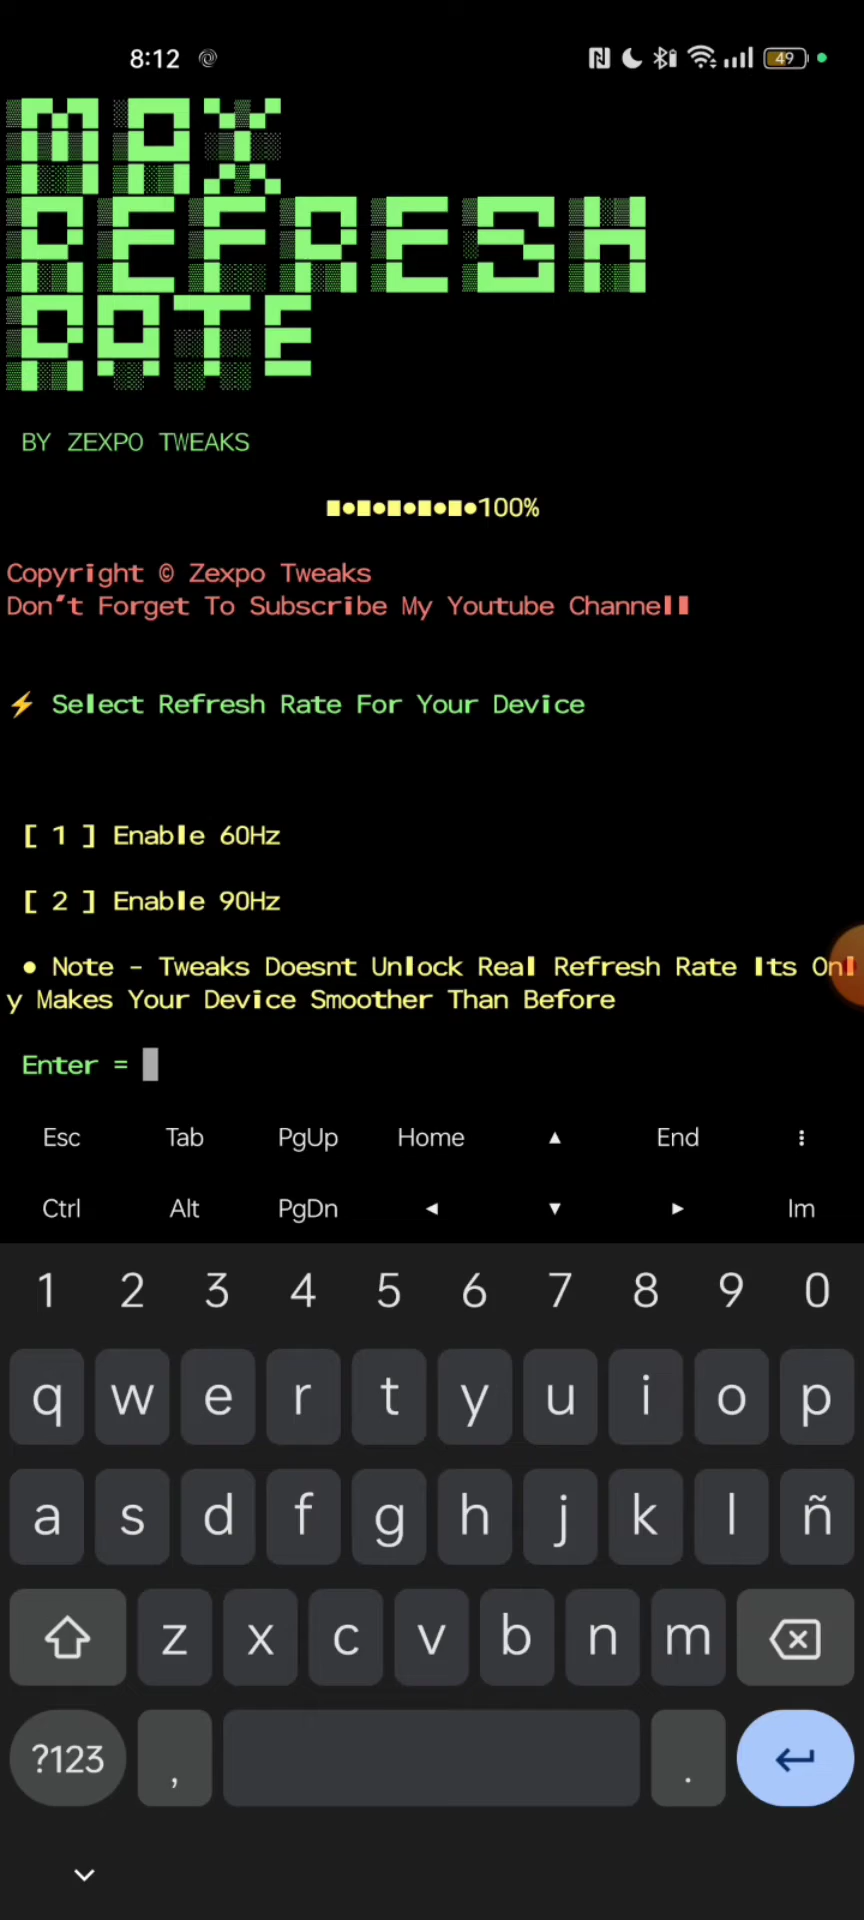 8:12 49
MAX
REFRESH
RATE
BY ZEXPO TWEAKS
100%
Copyright © Zexpo Tweaks
Don't Forget To Subscribe My Youtube Channel!!
⚡ Select Refresh Rate For Your Device
[ 1 ] Enable 60Hz
[ 2 ] Enable 90Hz
● Note - Tweaks Doesnt Unlock Real Refresh Rate Its Onl
y Makes Your Device Smoother Than Before
Enter =
Esc Tab PgUp Home ▲ End ⋮
Ctrl Alt PgDn ◄ ▼ ► Im
1 2 3 4 5 6 7 8 9 0
q w e r t y u i o p
a s d f g h j k l ñ
z x c v b n m
?123 , .